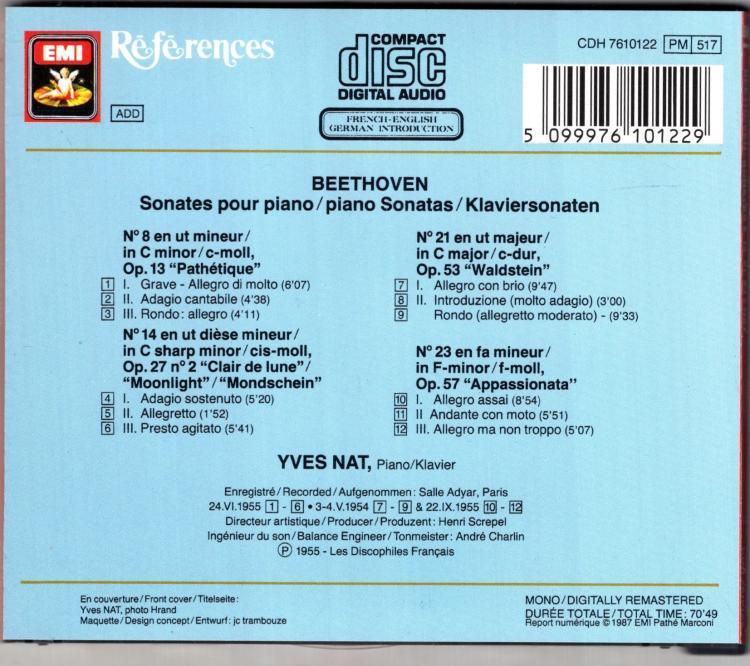 EMI
Références
COMPACT
disc
DIGITAL AUDIO
CDH 7610122 PM 517
ADD
FRENCH-ENGLISH
GERMAN INTRODUCTION
5 099976 101229
BEETHOVEN
Sonates pour piano/piano Sonatas/Klaviersonaten
N° 8 en ut mineur/
in C minor/c-moll,
Op. 13 “Pathétique”
1 I. Grave - Allegro di molto (6'07)
2 II. Adagio cantabile (4'38)
3 III. Rondo: allegro (4'11)
N° 14 en ut dièse mineur/
in C sharp minor/cis-moll,
Op. 27 n° 2 “Clair de lune”/
“Moonlight”/“Mondschein”
4 I. Adagio sostenuto (5'20)
5 II. Allegretto (1'52)
6 III. Presto agitato (5'41)
N° 21 en ut majeur/
in C major/c-dur,
Op. 53 “Waldstein”
7 I. Allegro con brio (9'47)
8 II. Introduzione (molto adagio) (3'00)
9 Rondo (allegretto moderato) - (9'33)
N° 23 en fa mineur/
in F-minor/f-moll,
Op. 57 “Appassionata”
10 I. Allegro assai (8'54)
11 II Andante con moto (5'51)
12 III. Allegro ma non troppo (5'07)
YVES NAT, Piano/Klavier
Enregistré/Recorded/Aufgenommen: Salle Adyar, Paris
24.VI.1955 1 - 6 • 3-4.V.1954 7 - 9 & 22.IX.1955 10 - 12
Directeur artistique/Producer/Produzent: Henri Screpel
Ingénieur du son/Balance Engineer/Tonmeister: André Charlin
℗ 1955 - Les Discophiles Français
En couverture/Front cover/Titelseite:
Yves NAT, photo Hrand
Maquette/Design concept/Entwurf: jc trambouze
MONO/DIGITALLY REMASTERED
DURÉE TOTALE/TOTAL TIME: 70'49
Report numérique ©1987 EMI Pathé Marconi